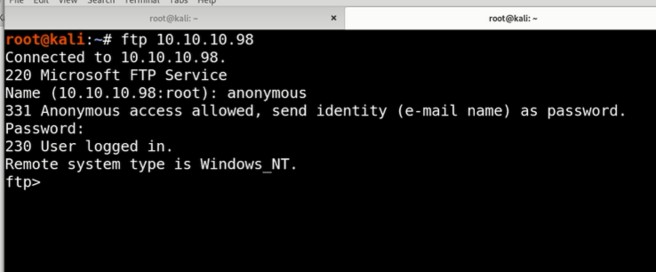 File Edit View Search Terminal Tabs Help
root@kali: ~ × root@kali: ~
root@kali:~# ftp 10.10.10.98
Connected to 10.10.10.98.
220 Microsoft FTP Service
Name (10.10.10.98:root): anonymous
331 Anonymous access allowed, send identity (e-mail name) as password.
Password:
230 User logged in.
Remote system type is Windows_NT.
ftp>